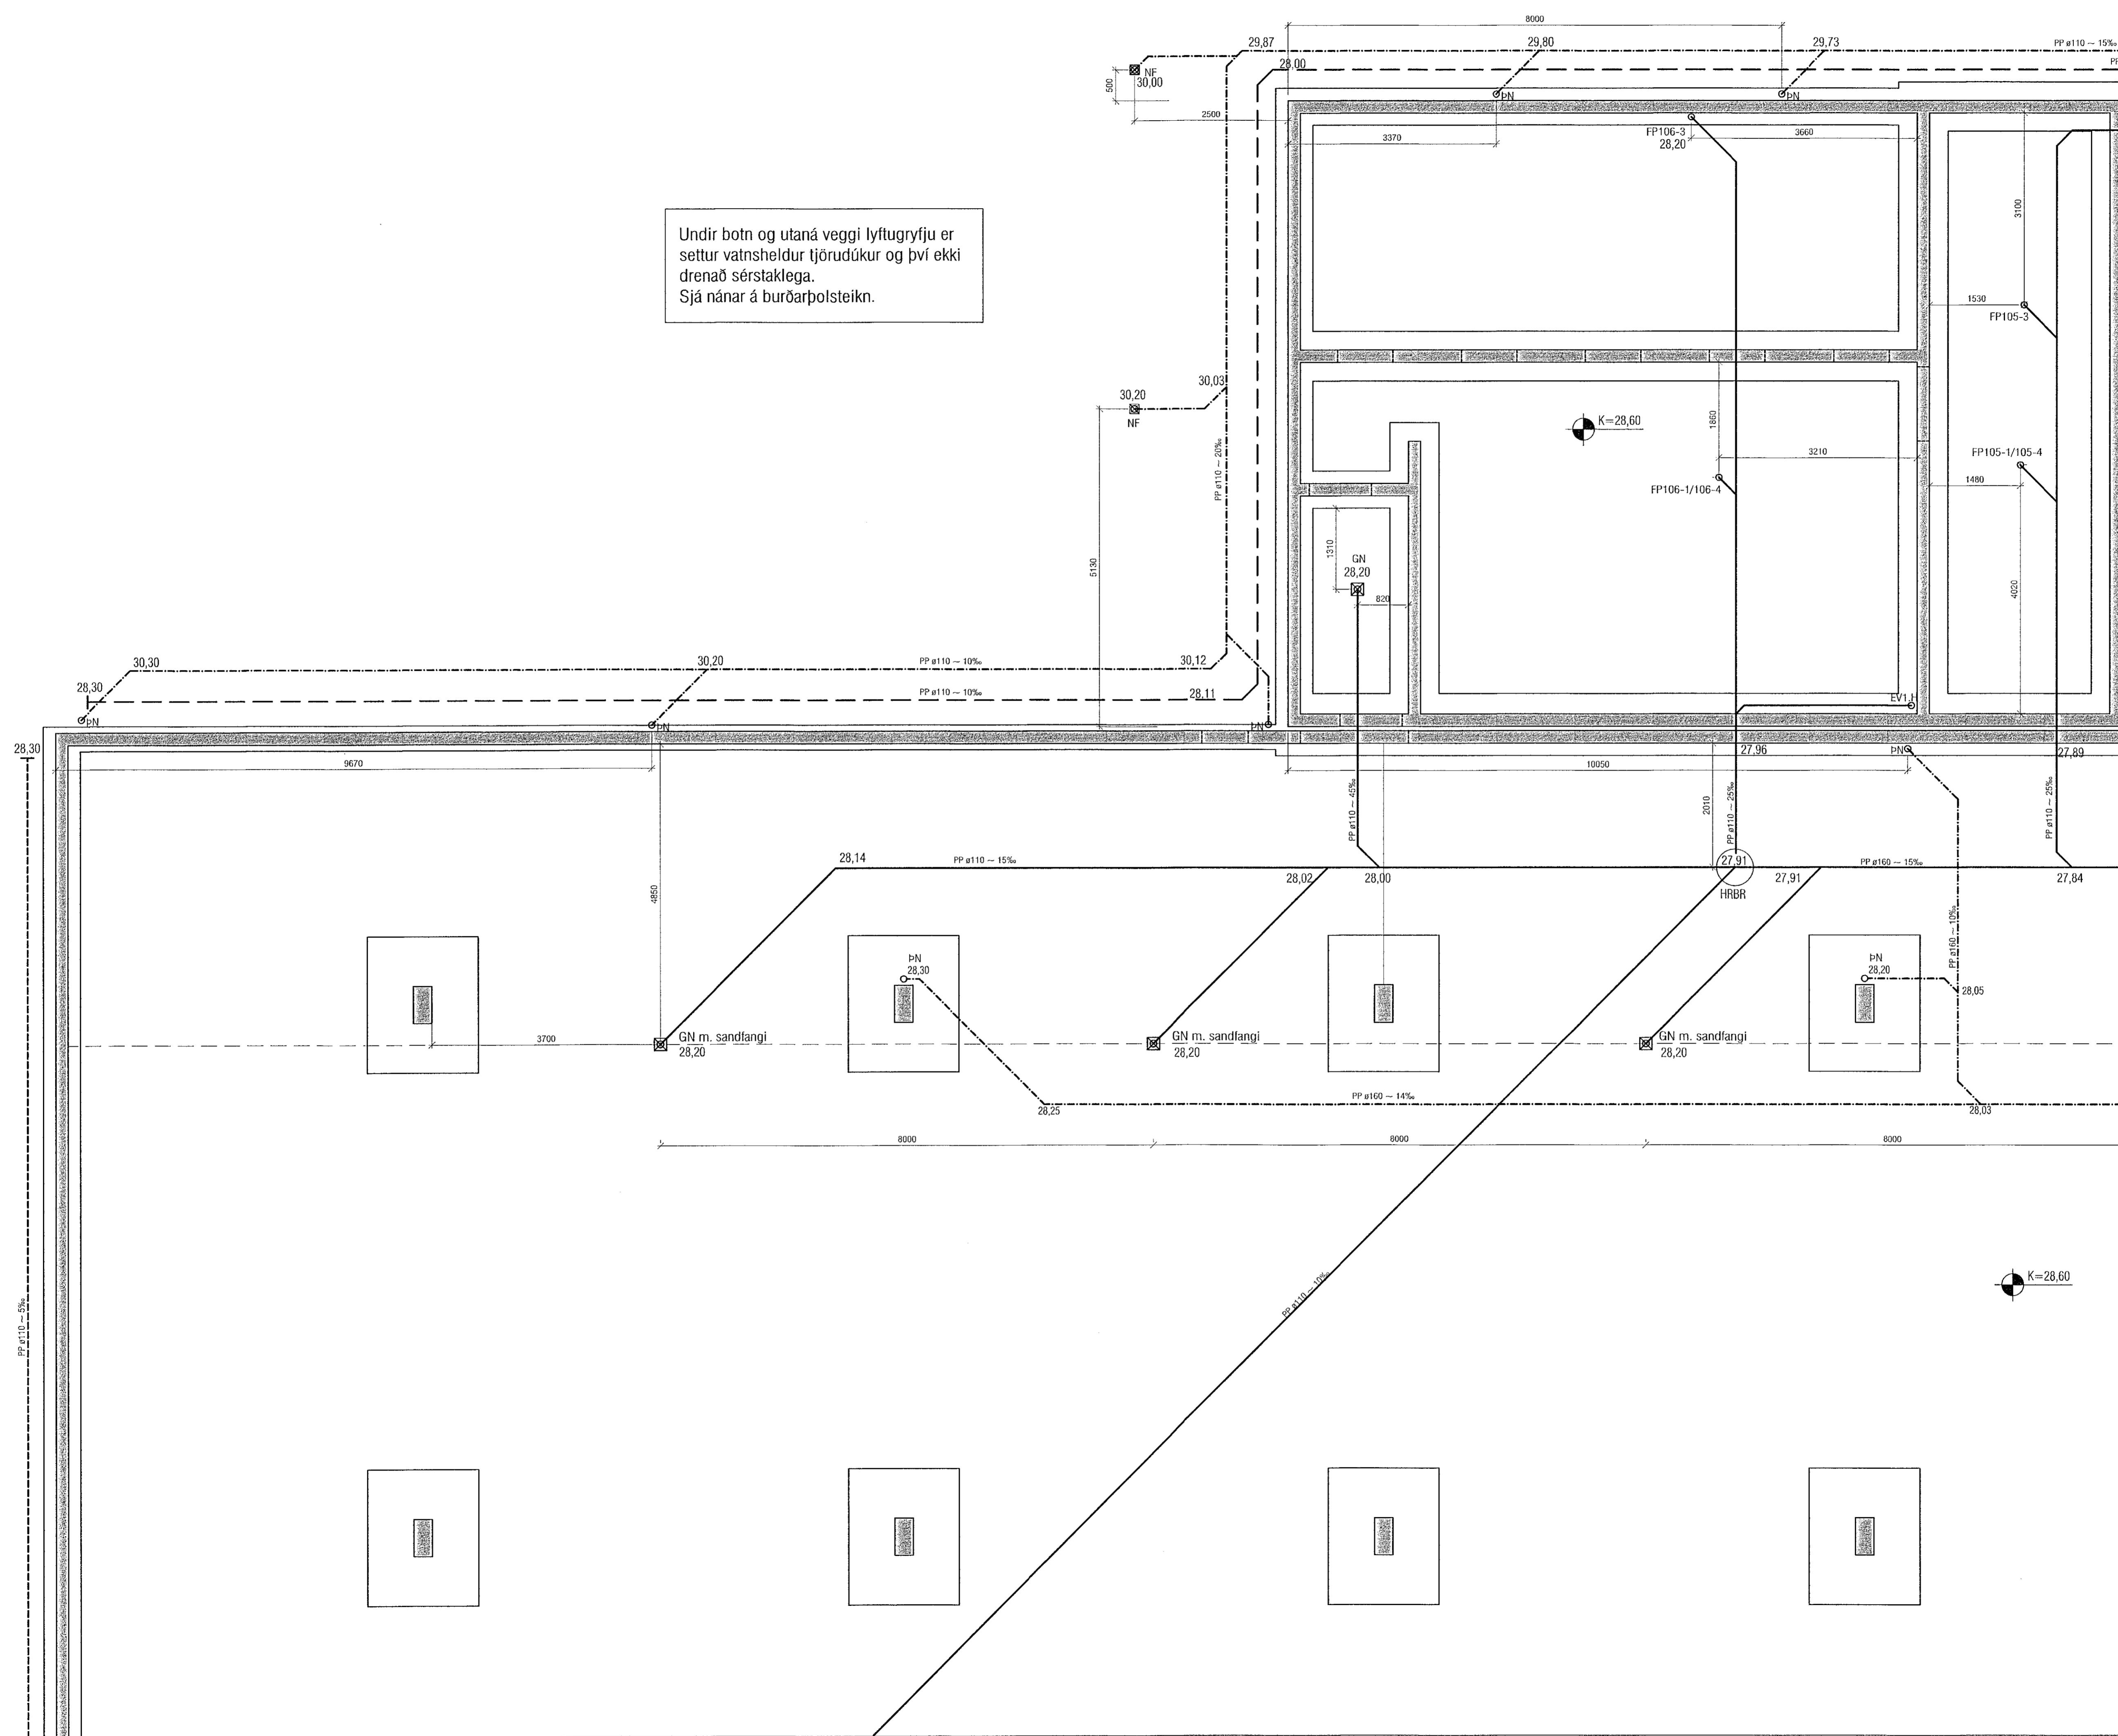 8000
29,87
29,80
29,73
PP ø110 ~ 15‰
PP
NF
30,00
28,00
500
2500
ÞN
ÞN
3370
FP106-3
28,20
3660
3100
Undir botn og utaná veggi lyftugryfju er
settur vatnsheldur tjörudúkur og því ekki
drenað sérstaklega.
Sjá nánar á burðarþolsteikn.
1530
FP105-3
30,03
30,20
NF
K=28,60
1860
3210
FP105-1/105-4
1480
FP106-1/106-4
PP ø110 ~ 20‰
1310
GN
28,20
820
5130
4020
30,30
30,20
PP ø110 ~ 10‰
30,12
28,30
PP ø110 ~ 10‰
28,11
EV1,H
ÞN
ÞN
ÞN
28,30
9670
10050
27,96
ÞN
27,89
PP ø110 ~ 45‰
2010
PP ø110 ~ 25‰
PP ø110 ~ 25‰
28,14
PP ø110 ~ 15‰
27,91
PP ø160 ~ 15‰
28,02
28,00
HRBR
27,91
27,84
4850
PP ø160 ~ 10‰
ÞN
28,30
ÞN
28,20
28,05
3700
GN m. sandfangi
28,20
GN m. sandfangi
28,20
GN m. sandfangi
28,20
28,25
PP ø160 ~ 14‰
28,03
8000
8000
8000
PP ø110 ~ 10‰
K=28,60
PP ø110 ~ 5‰